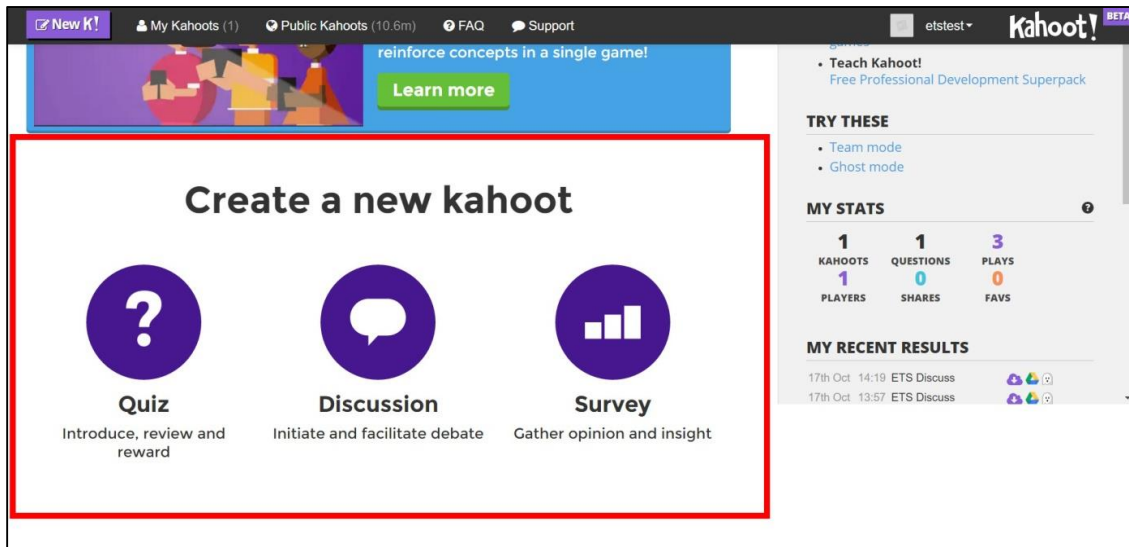 New K!
My Kahoots (1)
Public Kahoots (10.6m)
FAQ
Support
etstest
Kahoot!
BETA
reinforce concepts in a single game!
Learn more
games
• Teach Kahoot!
Free Professional Development Superpack
TRY THESE
• Team mode
• Ghost mode
MY STATS
1
KAHOOTS
1
QUESTIONS
3
PLAYS
1
PLAYERS
0
SHARES
0
FAVS
MY RECENT RESULTS
17th Oct 14:19 ETS Discuss
17th Oct 13:57 ETS Discuss
Create a new kahoot
Quiz
Introduce, review and
reward
Discussion
Initiate and facilitate debate
Survey
Gather opinion and insight